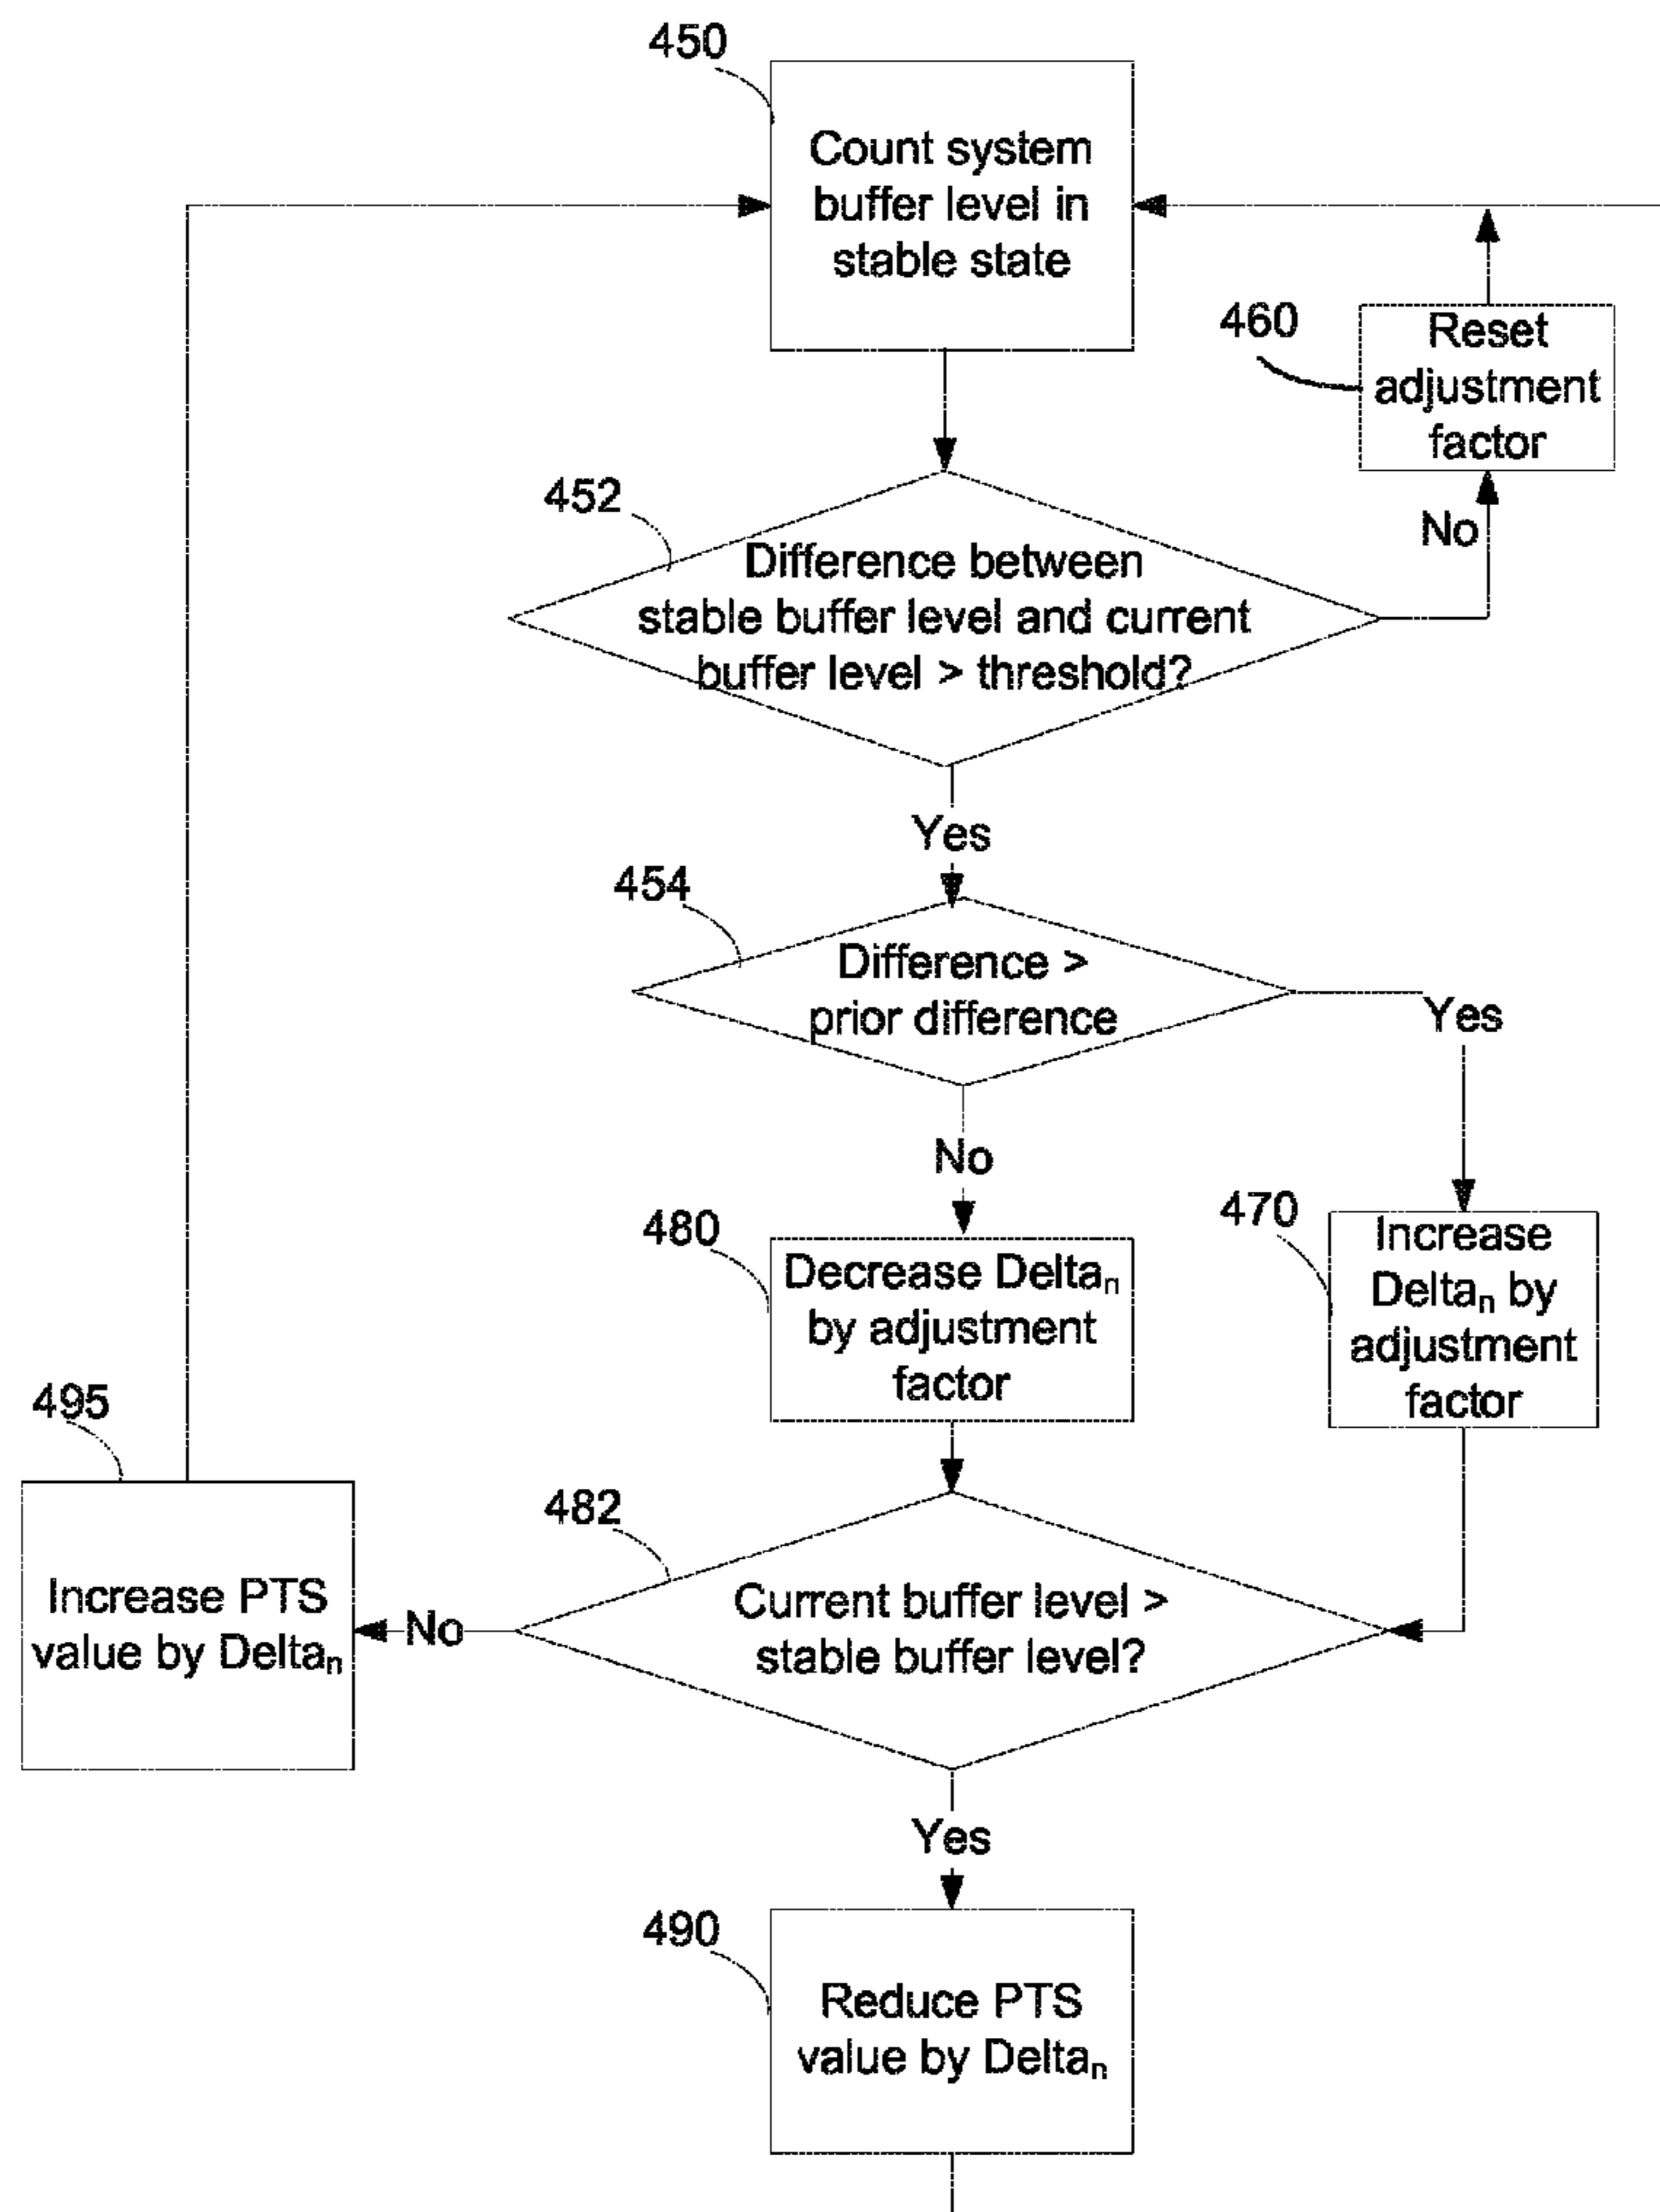 450
Count system
buffer level in
stable state
460
Reset
adjustment
factor
452
No
Difference between
stable buffer level and current
buffer level > threshold?
Yes
454
Difference >
prior difference
Yes
No
480
470
Decrease Deltaₙ
by adjustment
factor
Increase
Deltaₙ by
adjustment
factor
495
482
Increase PTS
value by Deltaₙ
No
Current buffer level >
stable buffer level?
Yes
490
Reduce PTS
value by Deltaₙ